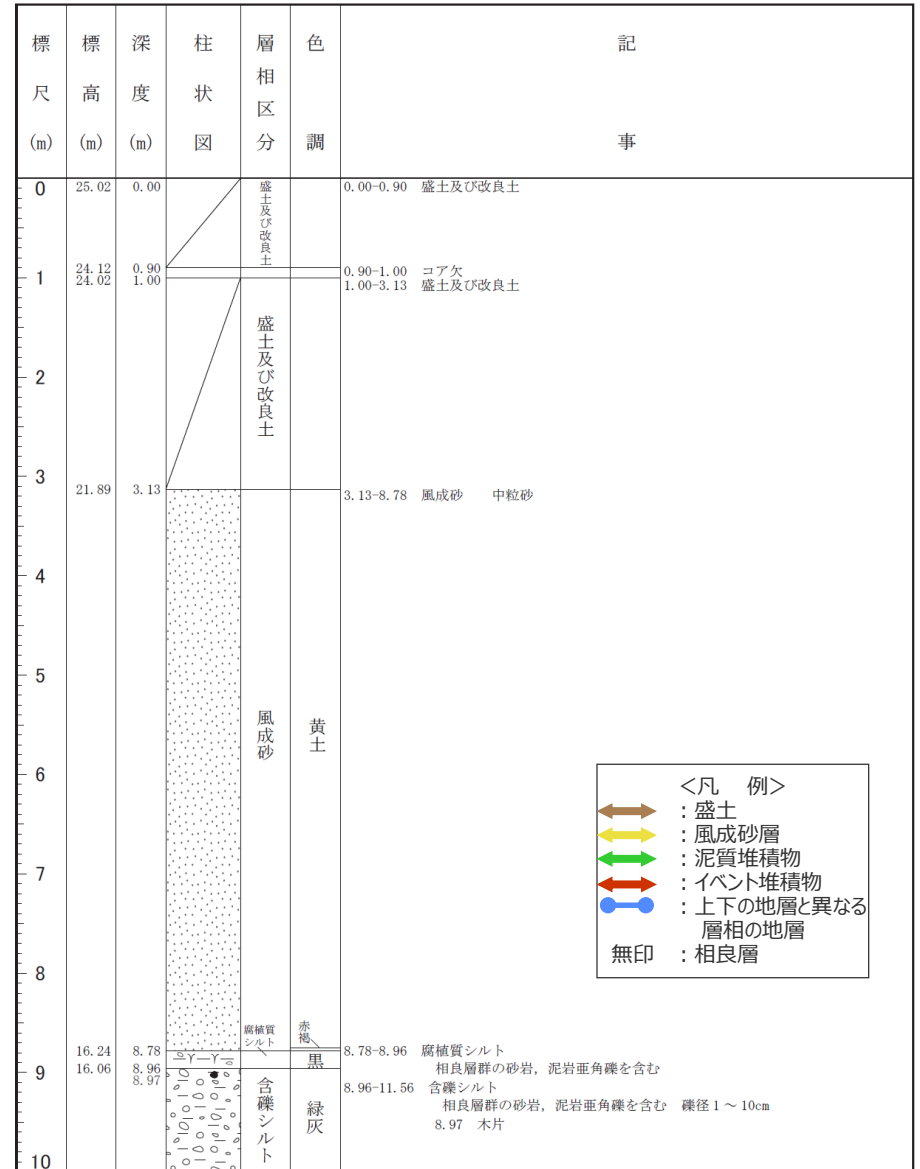 標尺(m) 標高(m) 深度(m) 柱状図 層相区分 色調 記事
0 25.02 0.00 盛土及び改良土 0.00-0.90 盛土及び改良土
24.12 0.90 0.90-1.00 コア欠
1 24.02 1.00 1.00-3.13 盛土及び改良土
盛土及び改良土
2
3
21.89 3.13 3.13-8.78 風成砂 中粒砂
4
5
風成砂 黄土
6
<凡 例>
:盛土
:風成砂層
:泥質堆積物
:イベント堆積物
:上下の地層と異なる
層相の地層
無印 :相良層
7
8
腐植質シルト 赤褐
16.24 8.78 8.78-8.96 腐植質シルト
黒 相良層群の砂岩, 泥岩亜角礫を含む
9 16.06 8.96 8.96-11.56 含礫シルト
8.97
含礫シルト 緑灰 相良層群の砂岩, 泥岩亜角礫を含む 礫径1~10cm
8.97 木片
10